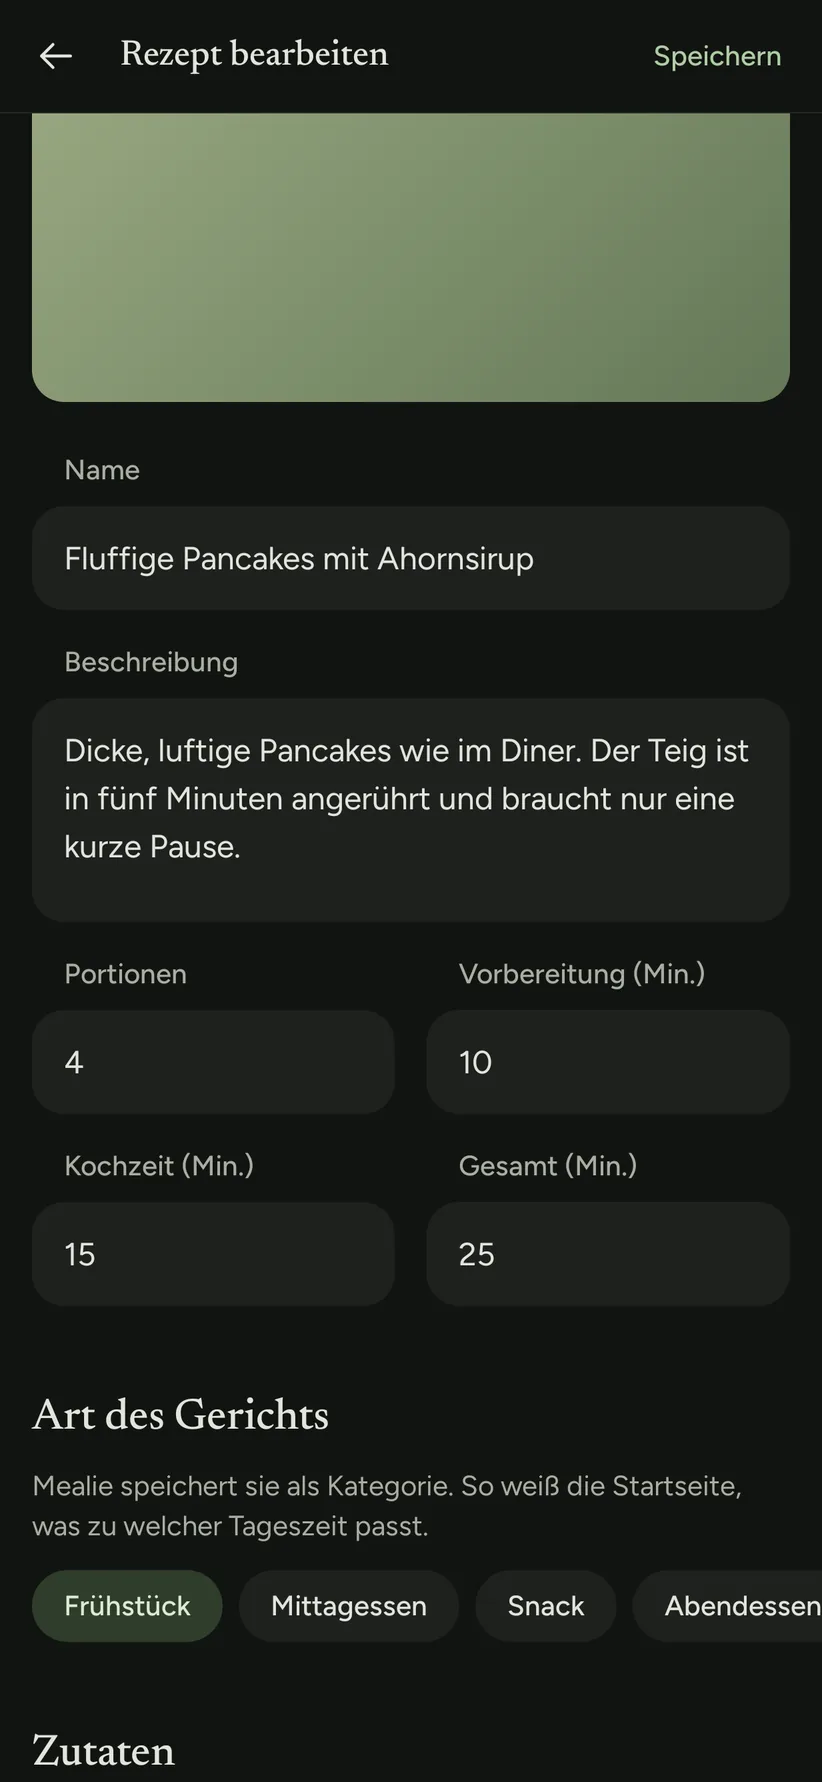 Rezept bearbeiten
Speichern
Name
Fluffige Pancakes mit Ahornsirup
Beschreibung
Dicke, luftige Pancakes wie im Diner. Der Teig ist
in fünf Minuten angerührt und braucht nur eine
kurze Pause.
Portionen
Vorbereitung (Min.)
4
10
Kochzeit (Min.)
Gesamt (Min.)
15
25
Art des Gerichts
Mealie speichert sie als Kategorie. So weiß die Startseite,
was zu welcher Tageszeit passt.
Frühstück
Mittagessen
Snack
Abendessen
Zutaten